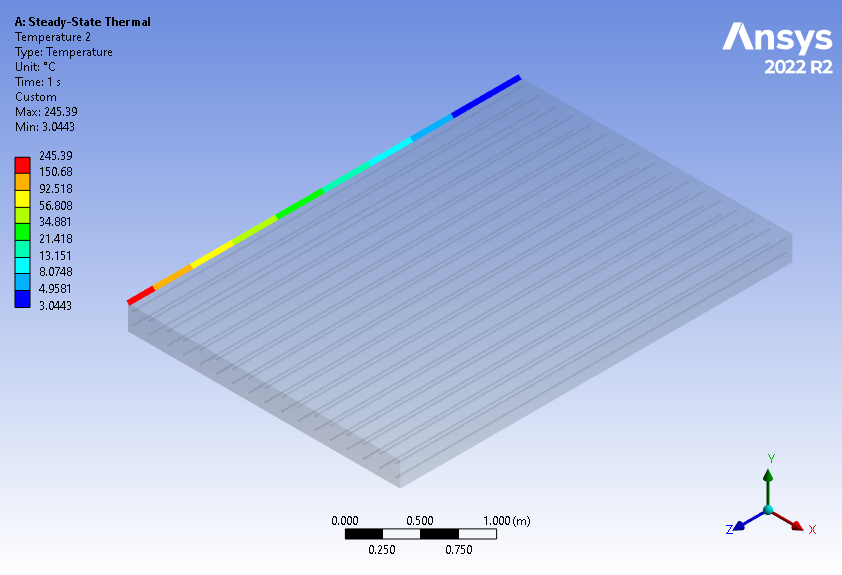 A: Steady-State Thermal
Temperature 2
Type: Temperature
Unit: °C
Time: 1 s
Custom
Max: 245.39
Min: 3.0443
Ansys
2022 R2
245.39
150.68
92.518
56.808
34.881
21.418
13.151
8.0748
4.9581
3.0443
0.000 0.500 1.000 (m)
0.250 0.750
Y
Z X